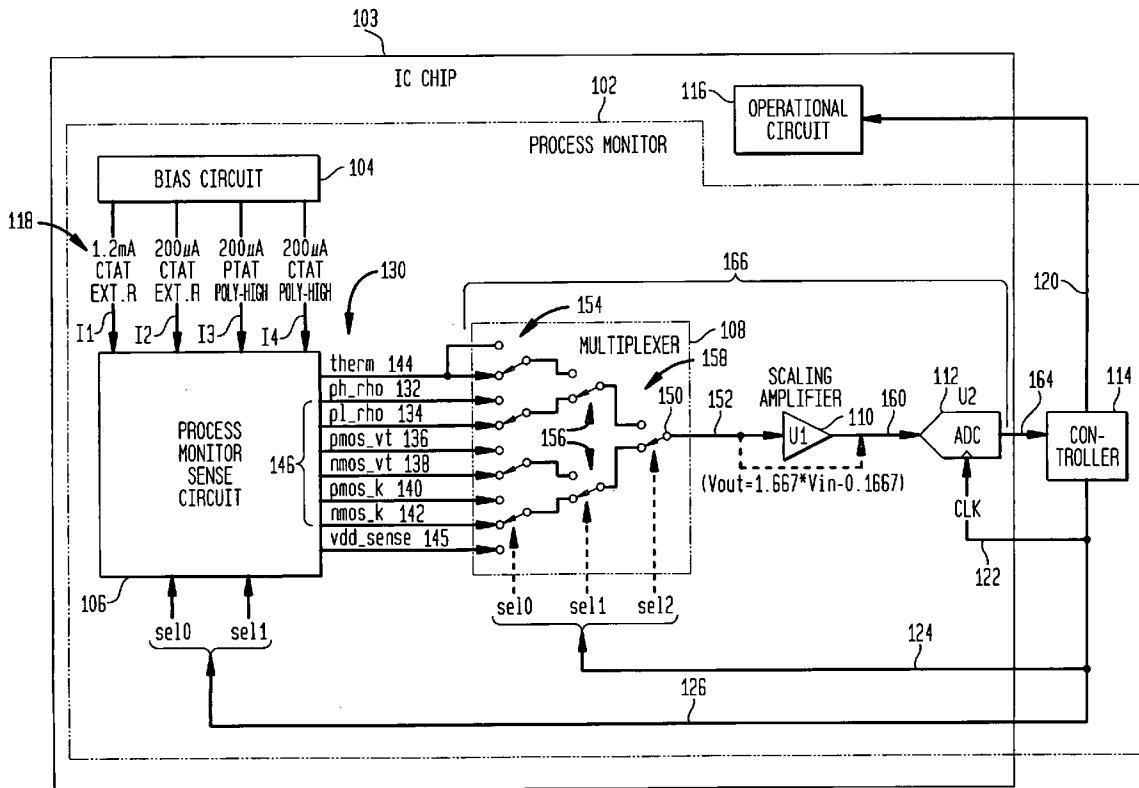 103
IC CHIP
102
PROCESS MONITOR
116
OPERATIONAL
CIRCUIT
BIAS CIRCUIT
104
118
1.2mA
CTAT
EXT.R
200µA
CTAT
EXT.R
200µA
PTAT
POLY-HIGH
200µA
CTAT
POLY-HIGH
I1
I2
I3
I4
130
166
120
154
MULTIPLEXER
108
158
therm 144
ph_rho 132
pl_rho 134
pmos_vt 136
nmos_vt 138
pmos_k 140
nmos_k 142
vdd_sense 145
146
PROCESS
MONITOR
SENSE
CIRCUIT
156
150
152
SCALING
AMPLIFIER
110
U1
160
112
U2
ADC
164
114
CON-
TROLLER
(Vout=1.667*Vin-0.1667)
CLK
122
106
sel0
sel1
sel0
sel1
sel2
124
126